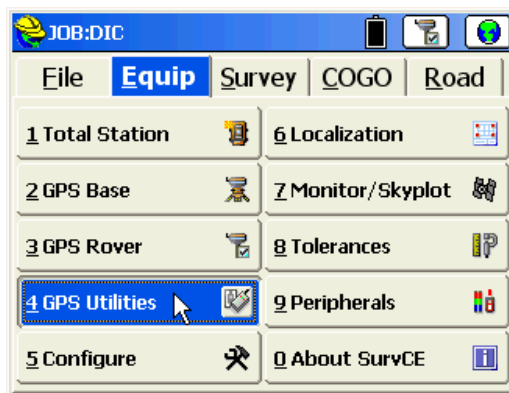 JOB:DIC
File Equip Survey COGO Road
1 Total Station
2 GPS Base
3 GPS Rover
4 GPS Utilities
5 Configure
6 Localization
7 Monitor/Skyplot
8 Tolerances
9 Peripherals
0 About SurvCE